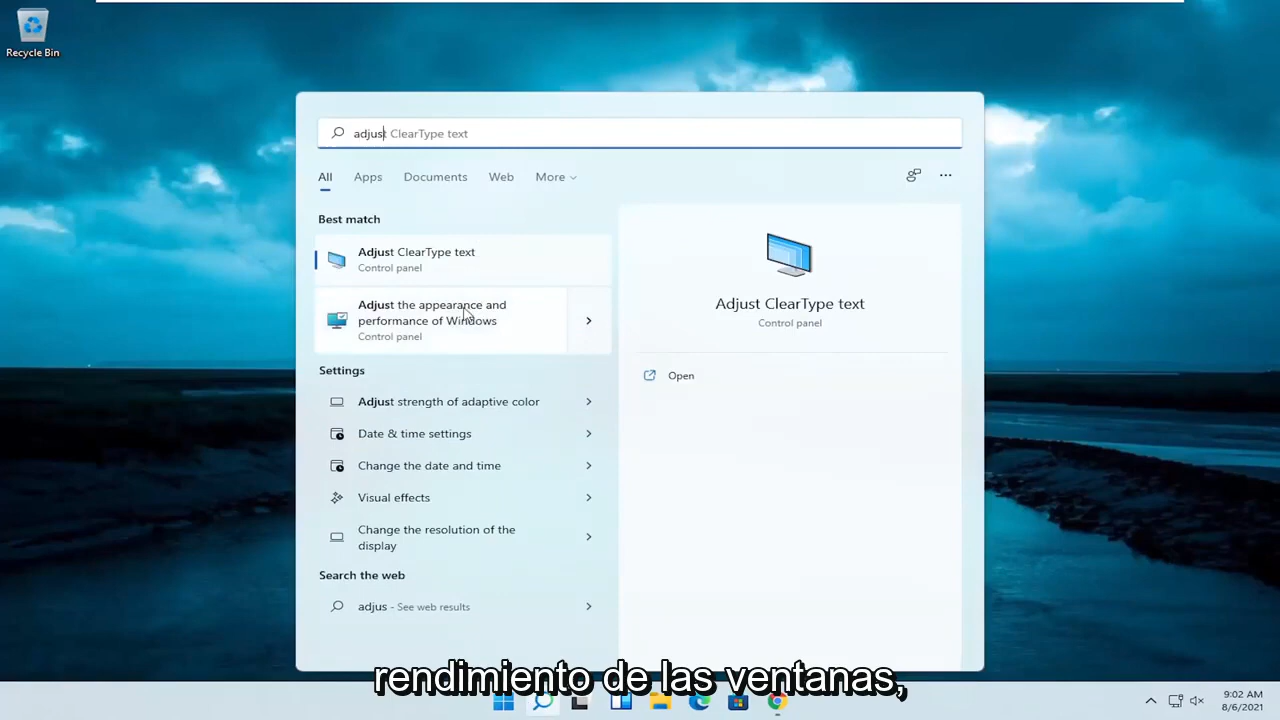 Recycle Bin
adjust ClearType text
All Apps Documents Web More
Best match
Adjust ClearType text
Control panel
Adjust the appearance and
performance of Windows
Control panel
Settings
Adjust strength of adaptive color
Date & time settings
Change the date and time
Visual effects
Change the resolution of the
display
Search the web
adjus - See web results
Adjust ClearType text
Control panel
Open
rendimiento de las ventanas,
9:02 AM
8/6/2021